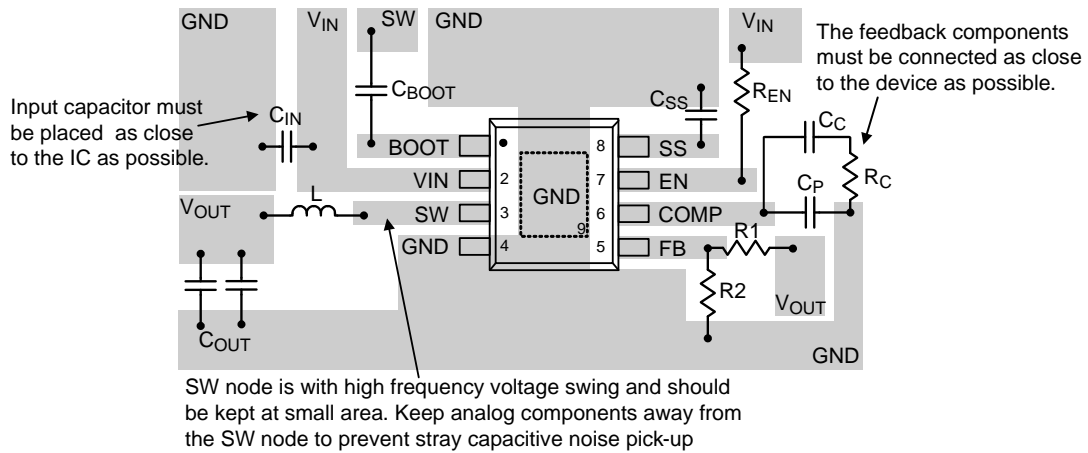 GND
VIN
SW
GND
VIN
The feedback components
must be connected as close
to the device as possible.
Input capacitor must
be placed as close
to the IC as possible.
CIN
CBOOT
CSS
REN
CC
RC
CP
BOOT
8
SS
VIN
2
GND
7
EN
VOUT
L
SW
3
6
COMP
GND
4
9
5
FB
R1
R2
VOUT
COUT
GND
SW node is with high frequency voltage swing and should
be kept at small area. Keep analog components away from
the SW node to prevent stray capacitive noise pick-up